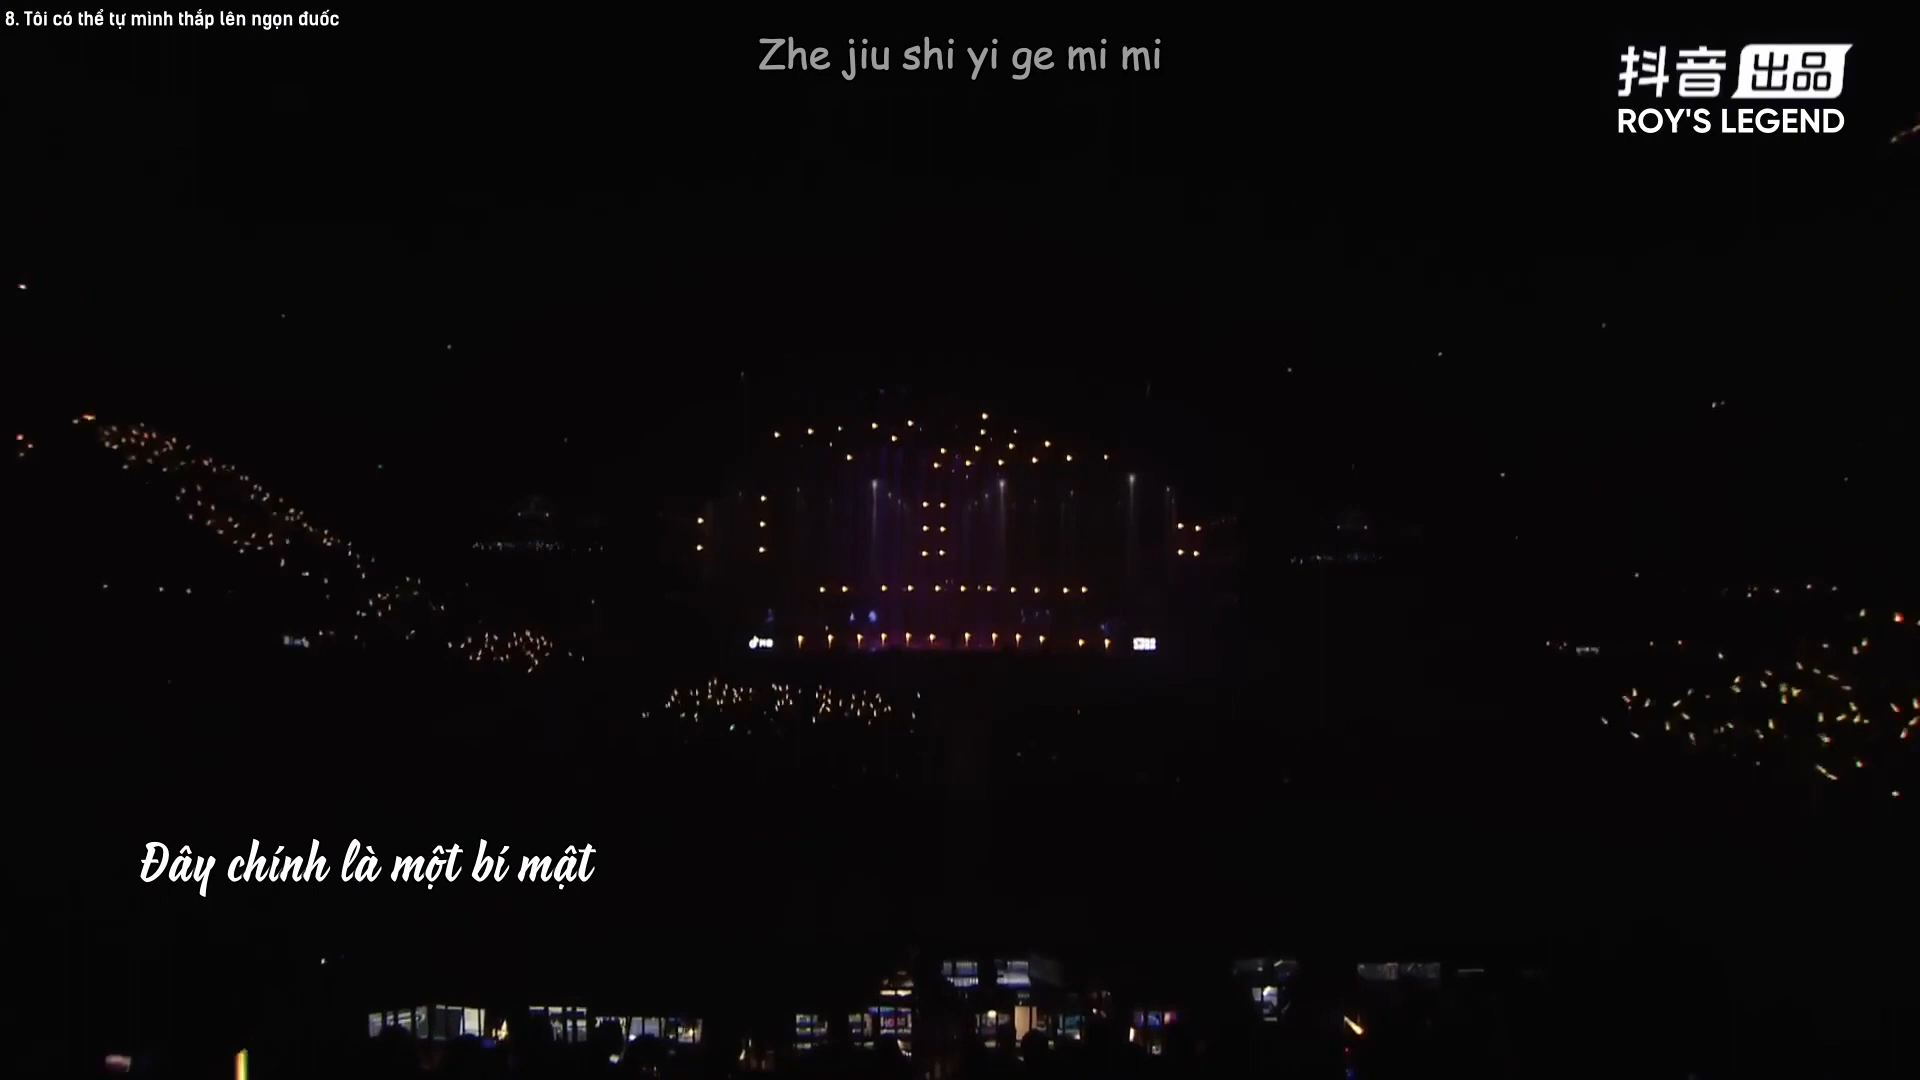 8. Tôi có thể tự mình thắp lên ngọn đuốc
Zhe jiu shi yi ge mi mi
抖音 出品
ROY'S LEGEND
Đây chính là một bí mật